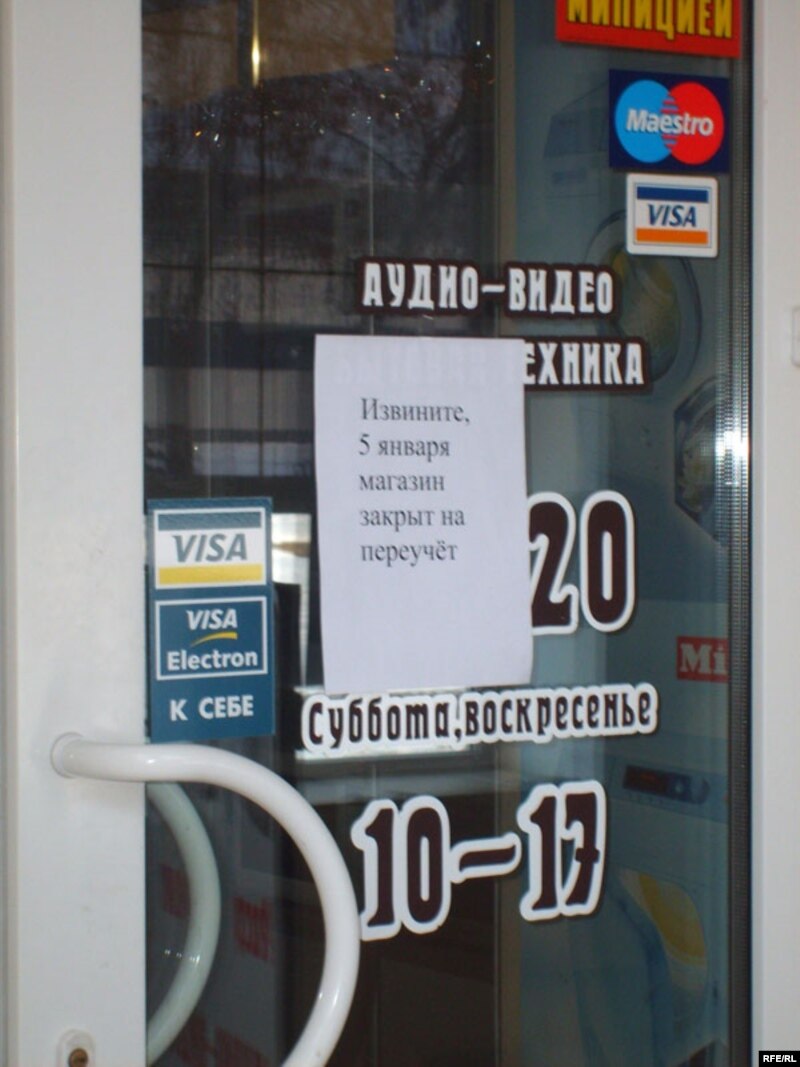 МИЛИЦИЕЙ
Maestro
VISA
АУДИО-ВИДЕО
ЕХНИКА
Извините,
5 января
магазин
закрыт на
переучёт
20
VISA
VISA
Electron
К СЕБЕ
Mi
Суббота,воскресенье
10-17
RFE/RL